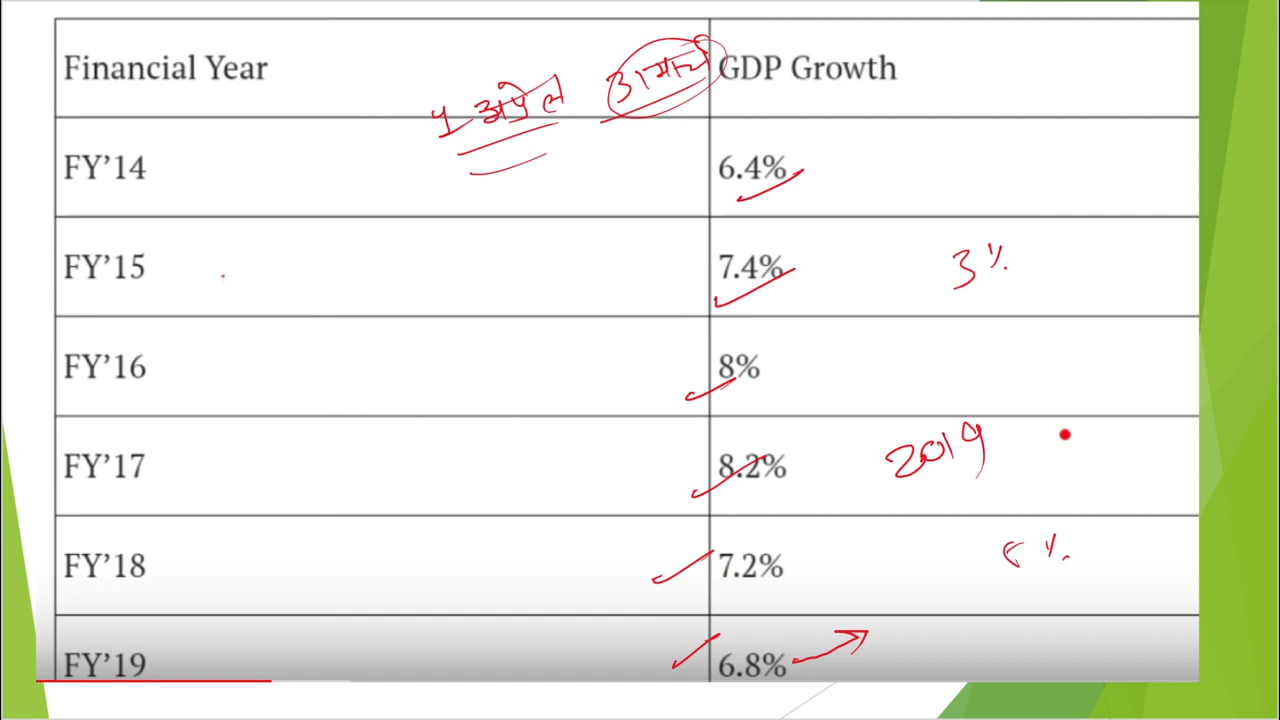 Financial Year GDP Growth
1 अप्रैल 31 मार्च
FY’14 6.4%
FY’15 7.4% 3%
FY’16 8%
FY’17 8.2% 2019
FY’18 7.2%
FY’19 6.8%